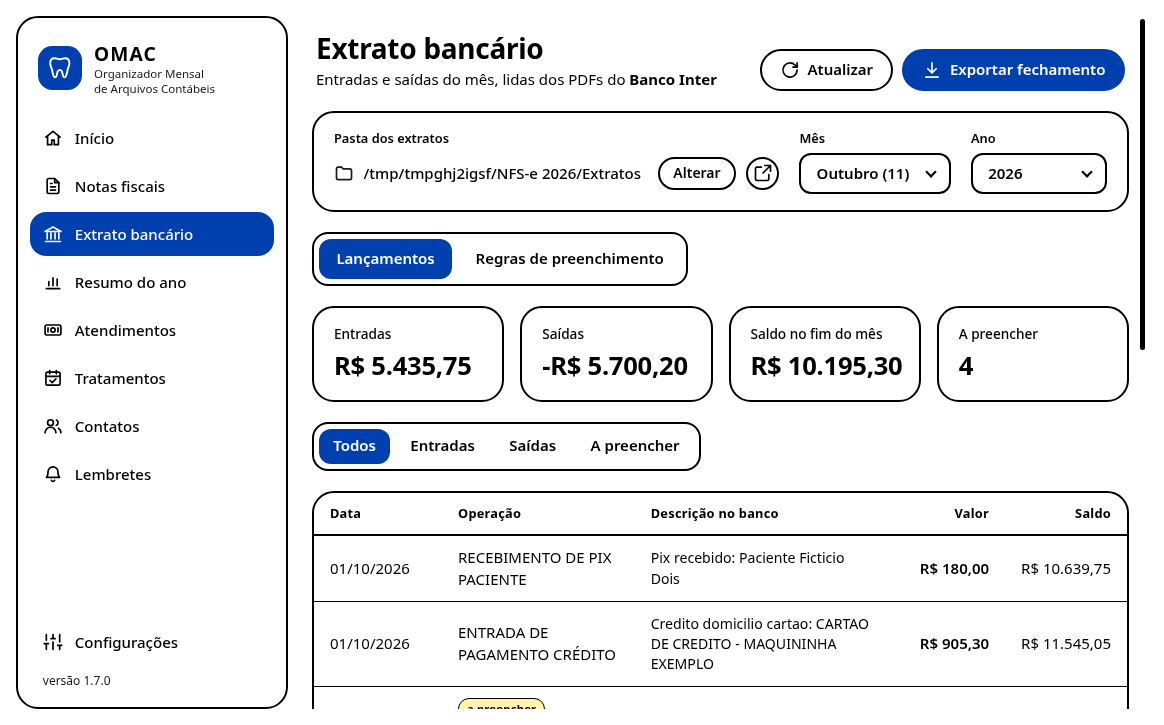 OMAC
Organizador Mensal
de Arquivos Contábeis
Início
Notas fiscais
Extrato bancário
Resumo do ano
Atendimentos
Tratamentos
Contatos
Lembretes
Configurações
versão 1.7.0
Extrato bancário
Entradas e saídas do mês, lidas dos PDFs do Banco Inter
Atualizar
Exportar fechamento
Pasta dos extratos
/tmp/tmpghj2igsf/NFS-e 2026/Extratos
Alterar
Mês
Outubro (11)
Ano
2026
Lançamentos
Regras de preenchimento
Entradas
R$ 5.435,75
Saídas
-R$ 5.700,20
Saldo no fim do mês
R$ 10.195,30
A preencher
4
Todos
Entradas
Saídas
A preencher
Data Operação Descrição no banco Valor Saldo
01/10/2026
RECEBIMENTO DE PIX
PACIENTE
Pix recebido: Paciente Ficticio
Dois
R$ 180,00
R$ 10.639,75
01/10/2026
ENTRADA DE
PAGAMENTO CRÉDITO
Credito domicilio cartao: CARTAO
DE CREDITO - MAQUININHA
EXEMPLO
R$ 905,30
R$ 11.545,05
a preencher